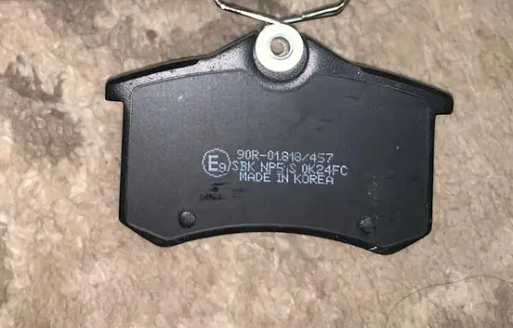 90R-01818/457
E9 SBK NP5;S 0K24FC
MADE IN KOREA